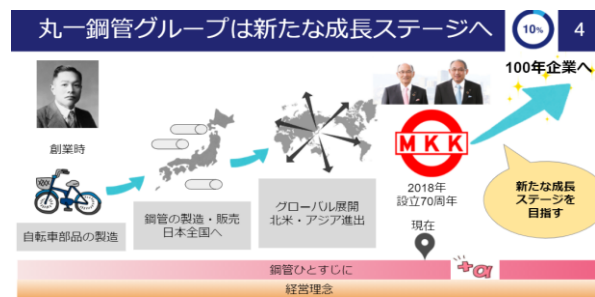 丸一鋼管グループは新たな成長ステージへ
10%
4
100年企業へ
創業時
自転車部品の製造
鋼管の製造・販売
日本全国へ
グローバル展開
北米・アジア進出
MKK
2018年
設立70周年
現在
新たな成長
ステージを
目指す
鋼管ひとすじに
+α
経営理念